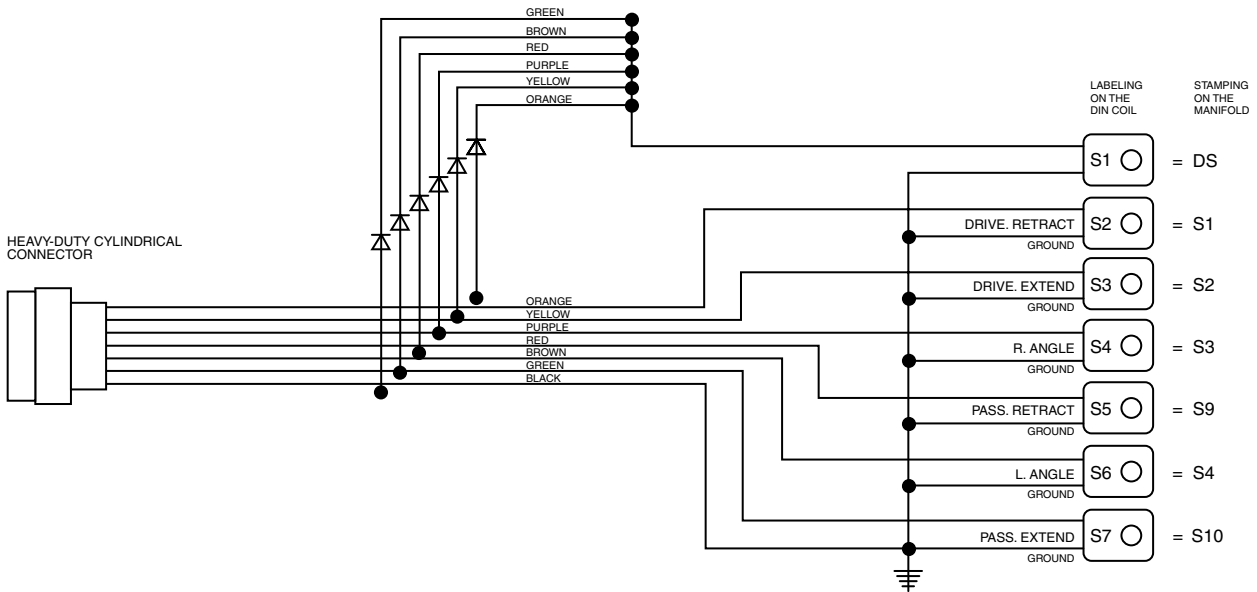 GREEN
BROWN
RED
PURPLE
YELLOW
ORANGE
LABELING
ON THE
DIN COIL
STAMPING
ON THE
MANIFOLD
S1 = DS
HEAVY-DUTY CYLINDRICAL
CONNECTOR
DRIVE. RETRACT S2 = S1
GROUND
DRIVE. EXTEND S3 = S2
GROUND
ORANGE
YELLOW
PURPLE
RED
BROWN
GREEN
BLACK
R. ANGLE S4 = S3
GROUND
PASS. RETRACT S5 = S9
GROUND
L. ANGLE S6 = S4
GROUND
PASS. EXTEND S7 = S10
GROUND